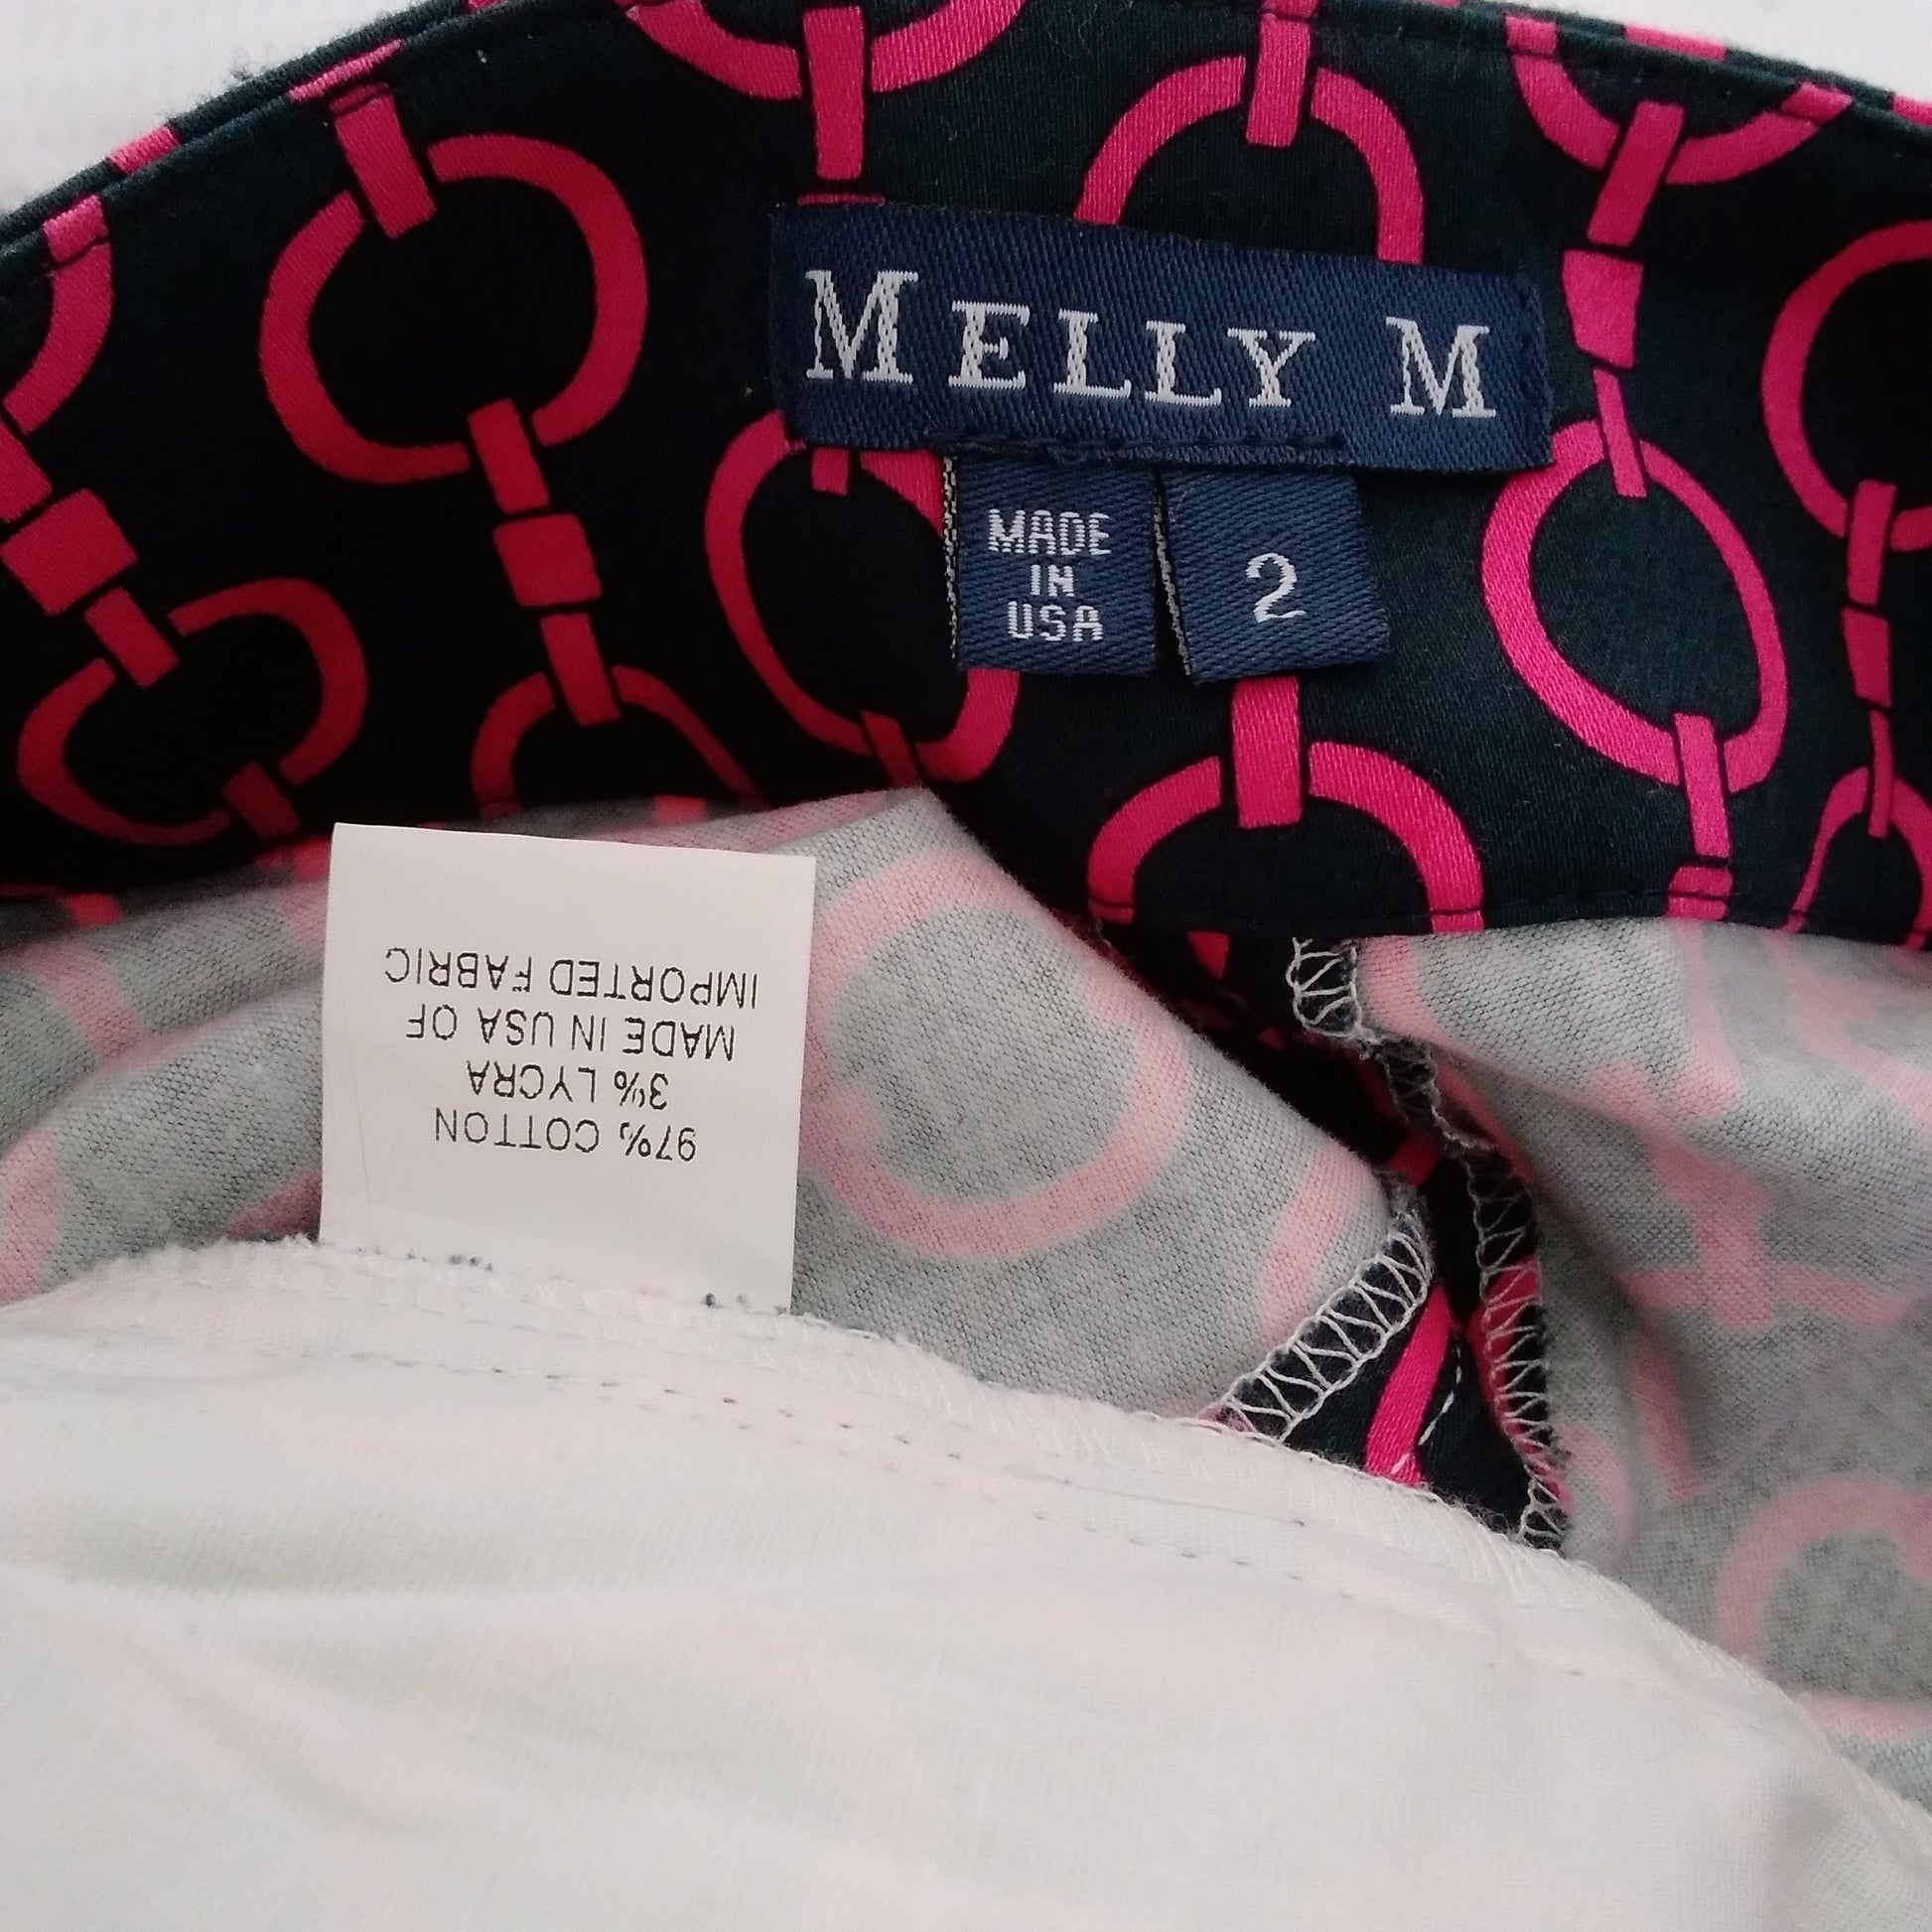 MELLY M
MADE
IN
USA
2
97% COTTON
3% LYCRA
MADE IN USA OF
IMPORTED FABRIC